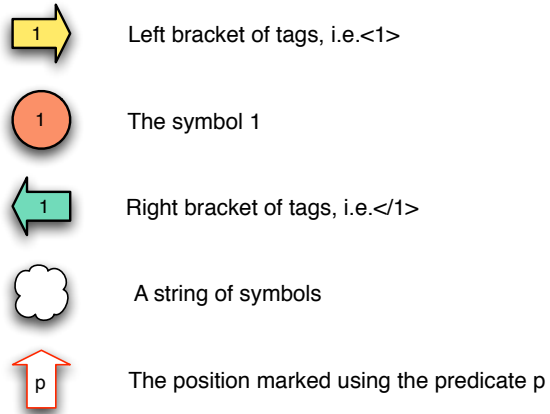 1 Left bracket of tags, i.e.<1>
1 The symbol 1
1 Right bracket of tags, i.e.</1>
A string of symbols
p The position marked using the predicate p